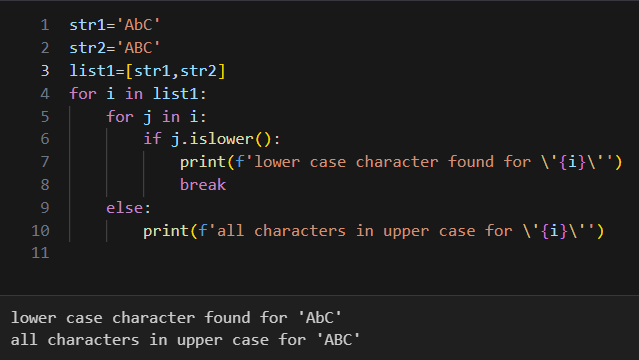 1 str1='AbC'
2 str2='ABC'
3 list1=[str1,str2]
4 for i in list1:
5     for j in i:
6         if j.islower():
7             print(f'lower case character found for \'{i}\'')
8             break
9     else:
10         print(f'all characters in upper case for \'{i}\'')
11
lower case character found for 'AbC'
all characters in upper case for 'ABC'